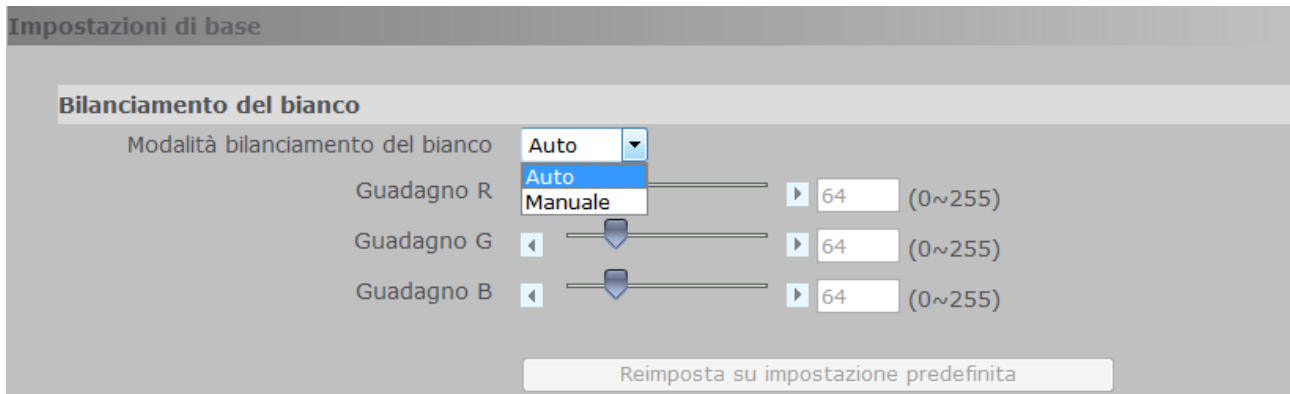 Impostazioni di base
Bilanciamento del bianco
Modalità bilanciamento del bianco Auto
Auto
Guadagno R 64 (0~255)
Manuale
Guadagno G 64 (0~255)
Guadagno B 64 (0~255)
Reimposta su impostazione predefinita